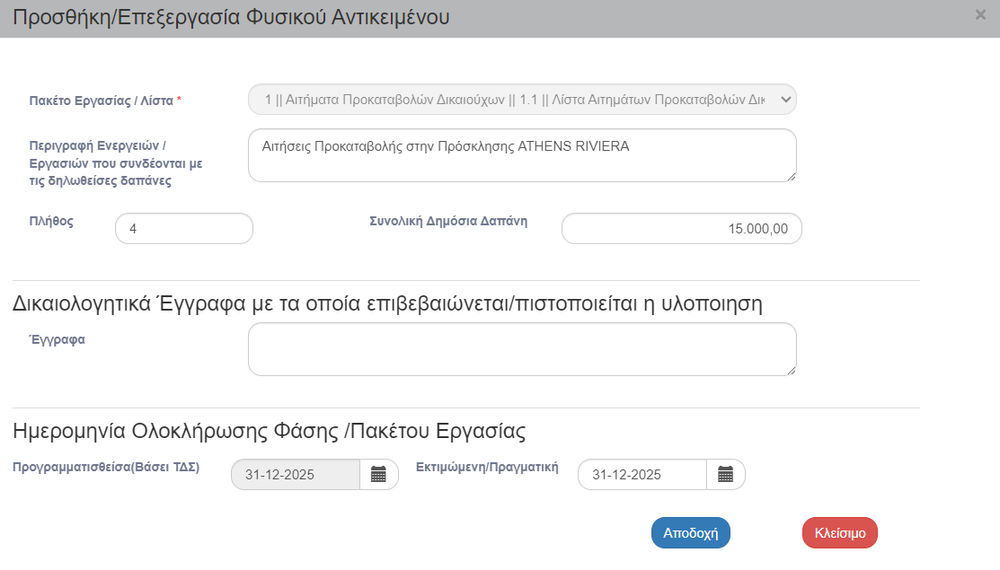 Προσθήκη/Επεξεργασία Φυσικού Αντικειμένου
×
Πακέτο Εργασίας / Λίστα *
1 || Αιτήματα Προκαταβολών Δικαιούχων || 1.1 || Λίστα Αιτημάτων Προκαταβολών Δικ
Περιγραφή Ενεργειών /
Εργασιών που συνδέονται με
τις δηλωθείσες δαπάνες
Αιτήσεις Προκαταβολής στην Πρόσκλησης ATHENS RIVIERA
Πλήθος
4
Συνολική Δημόσια Δαπάνη
15.000,00
Δικαιολογητικά Έγγραφα με τα οποία επιβεβαιώνεται/πιστοποιείται η υλοποιηση
Έγγραφα
Ημερομηνία Ολοκλήρωσης Φάσης /Πακέτου Εργασίας
Προγραμματισθείσα(Βάσει ΤΔΣ)
31-12-2025
Εκτιμώμενη/Πραγματική
31-12-2025
Αποδοχή
Κλείσιμο